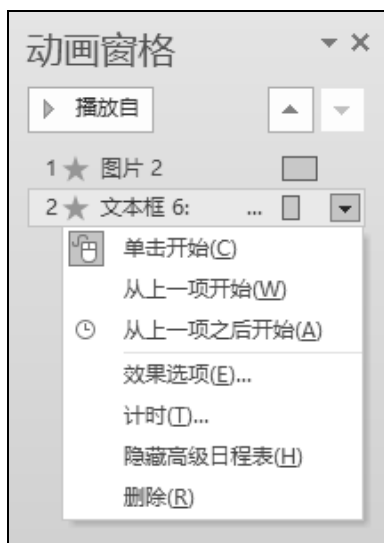 动画窗格
播放自
1 图片 2
2 文本框 6: ...
单击开始(C)
从上一项开始(W)
从上一项之后开始(A)
效果选项(E)...
计时(T)...
隐藏高级日程表(H)
删除(R)